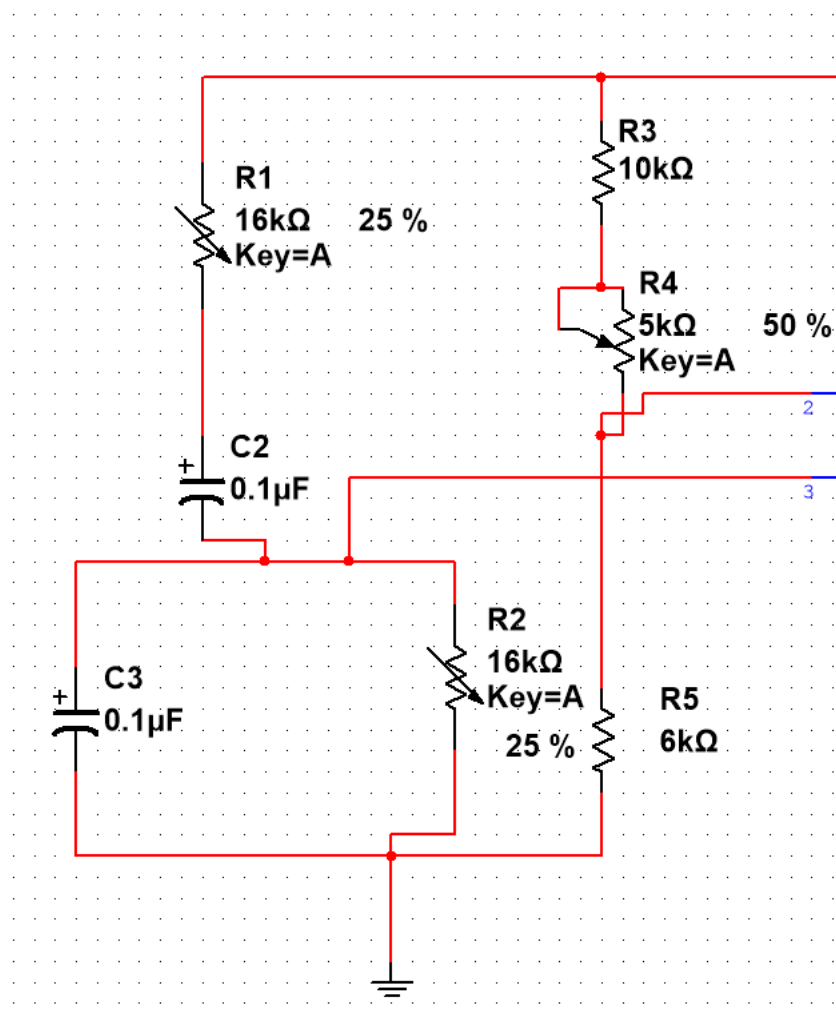 R3
10kΩ
R1
16kΩ 25 %
Key=A
R4
5kΩ 50 %
Key=A
2
C2
+
0.1µF
3
R2
16kΩ
Key=A
25 %
C3
+
0.1µF
R5
6kΩ